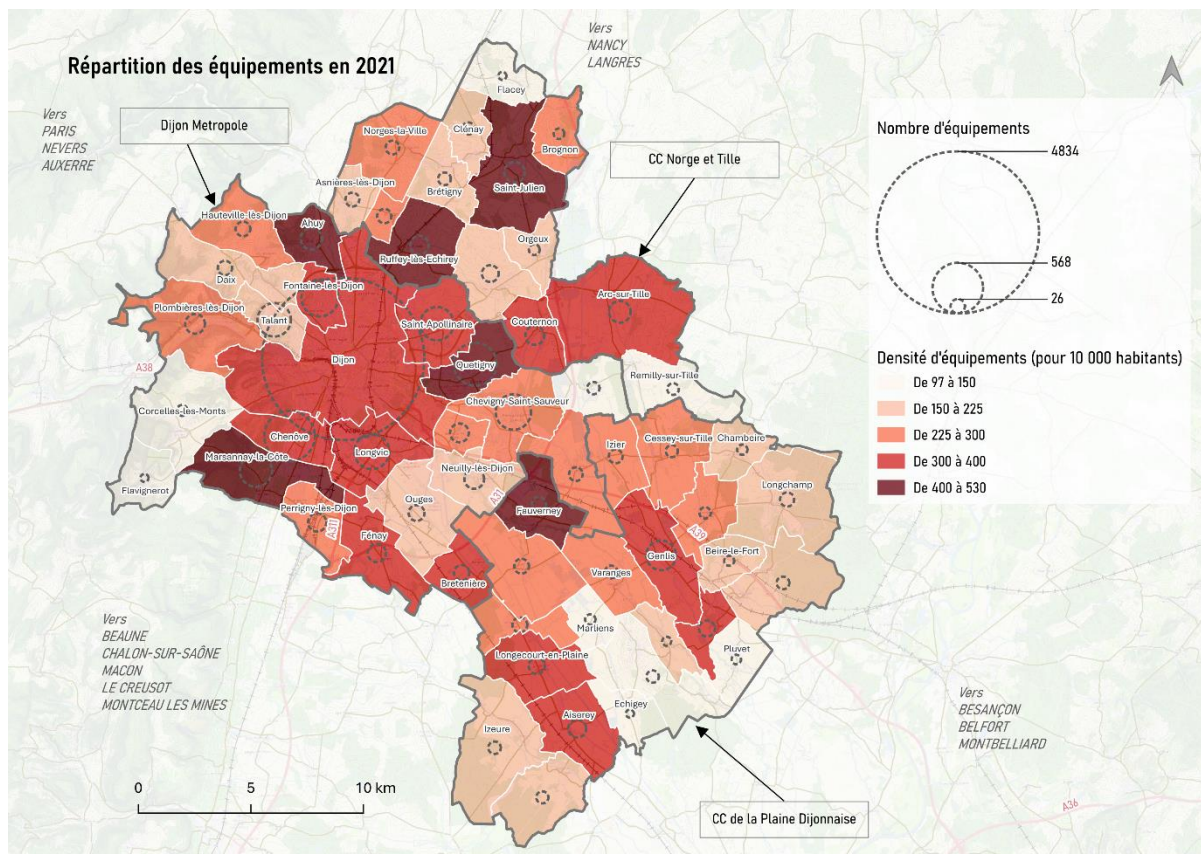 Répartition des équipements en 2021
Vers
NANCY
LANGRES
Vers
PARIS
NEVERS
AUXERRE
Dijon Metropole
CC Norge et Tille
Nombre d'équipements
4834
568
26
Densité d'équipements (pour 10 000 habitants)
De 97 à 150
De 150 à 225
De 225 à 300
De 300 à 400
De 400 à 530
Flacey
Norges-la-Ville
Clénay
Brognon
Asnières-lès-Dijon
Brétigny
Saint-Julien
Hauteville-lès-Dijon
Ahuy
Ruffey-lès-Echirey
Orgeux
Daix
Fontaine-lès-Dijon
Arc-sur-Tille
Plombières-lès-Dijon
Talant
Saint-Apollinaire
Couternon
Dijon
Quetigny
A38
Remilly-sur-Tille
Corcelles-les-Monts
Chevigny-Saint-Sauveur
Chenôve
Izier
Cessey-sur-Tille
Chambeire
Marsannay-la-Côte
Longvic
Neuilly-lès-Dijon
Flavignerot
Ouges
A31
Longchamp
Perrigny-lès-Dijon
Fauverney
A311
A39
Fénay
Genlis
Beire-le-Fort
Bretenière
Varanges
Marliens
Pluvet
Longecourt-en-Plaine
Echigey
Aiserey
Izeure
Vers
BEAUNE
CHALON-SUR-SAÔNE
MACON
LE CREUSOT
MONTCEAU LES MINES
Vers
BESANÇON
BELFORT
MONTBELLIARD
0 5 10 km
CC de la Plaine Dijonnaise
A36